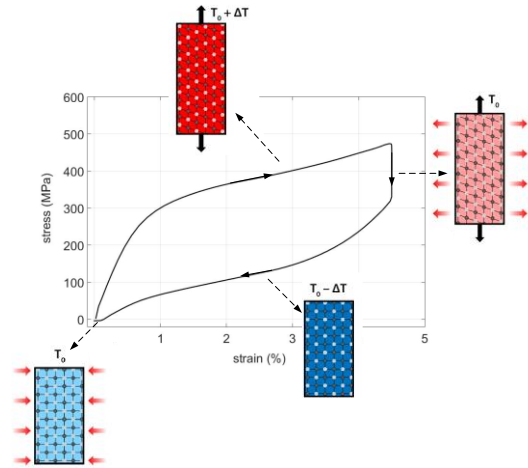 T₀ + ΔT
T₀
600
500
400
300
200
100
0
stress (MPa)
1
2
3
5
strain (%)
T₀ − ΔT
T₀